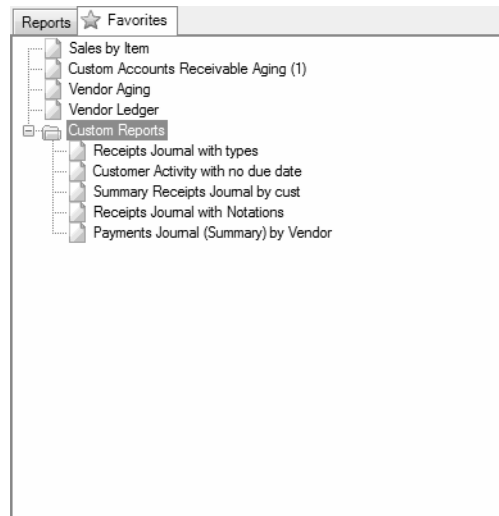 Reports Favorites
Sales by Item
Custom Accounts Receivable Aging (1)
Vendor Aging
Vendor Ledger
Custom Reports
Receipts Journal with types
Customer Activity with no due date
Summary Receipts Journal by cust
Receipts Journal with Notations
Payments Journal (Summary) by Vendor